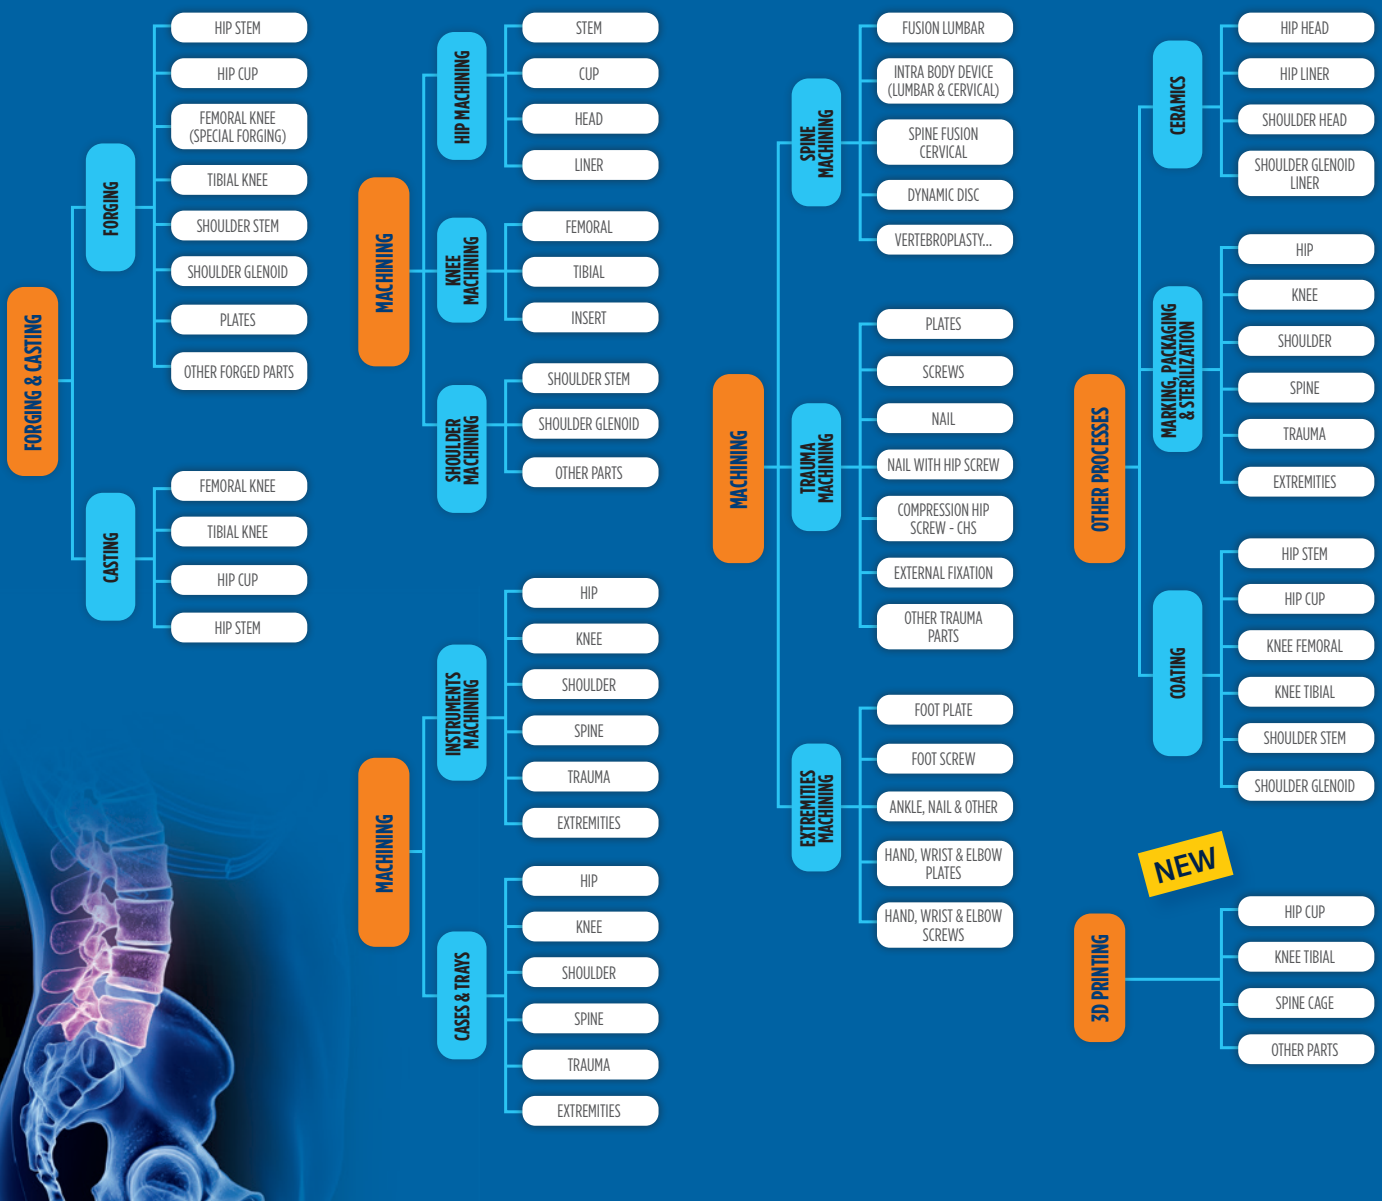 FORGING & CASTING
FORGING
HIP STEM
HIP CUP
FEMORAL KNEE
(SPECIAL FORGING)
TIBIAL KNEE
SHOULDER STEM
SHOULDER GLENOID
PLATES
OTHER FORGED PARTS
CASTING
FEMORAL KNEE
TIBIAL KNEE
HIP CUP
HIP STEM
MACHINING
HIP MACHINING
STEM
CUP
HEAD
LINER
KNEE
MACHINING
FEMORAL
TIBIAL
INSERT
SHOULDER
MACHINING
SHOULDER STEM
SHOULDER GLENOID
OTHER PARTS
MACHINING
INSTRUMENTS
MACHINING
HIP
KNEE
SHOULDER
SPINE
TRAUMA
EXTREMITIES
CASES & TRAYS
HIP
KNEE
SHOULDER
SPINE
TRAUMA
EXTREMITIES
MACHINING
SPINE
MACHINING
FUSION LUMBAR
INTRA BODY DEVICE
(LUMBAR & CERVICAL)
SPINE FUSION
CERVICAL
DYNAMIC DISC
VERTEBROPLASTY...
TRAUMA
MACHINING
PLATES
SCREWS
NAIL
NAIL WITH HIP SCREW
COMPRESSION HIP
SCREW - CHS
EXTERNAL FIXATION
OTHER TRAUMA
PARTS
EXTREMITIES
MACHINING
FOOT PLATE
FOOT SCREW
ANKLE, NAIL & OTHER
HAND, WRIST & ELBOW
PLATES
HAND, WRIST & ELBOW
SCREWS
OTHER PROCESSES
CERAMICS
HIP HEAD
HIP LINER
SHOULDER HEAD
SHOULDER GLENOID
LINER
MARKING, PACKAGING
& STERILIZATION
HIP
KNEE
SHOULDER
SPINE
TRAUMA
EXTREMITIES
COATING
HIP STEM
HIP CUP
KNEE FEMORAL
KNEE TIBIAL
SHOULDER STEM
SHOULDER GLENOID
NEW
3D PRINTING
HIP CUP
KNEE TIBIAL
SPINE CAGE
OTHER PARTS